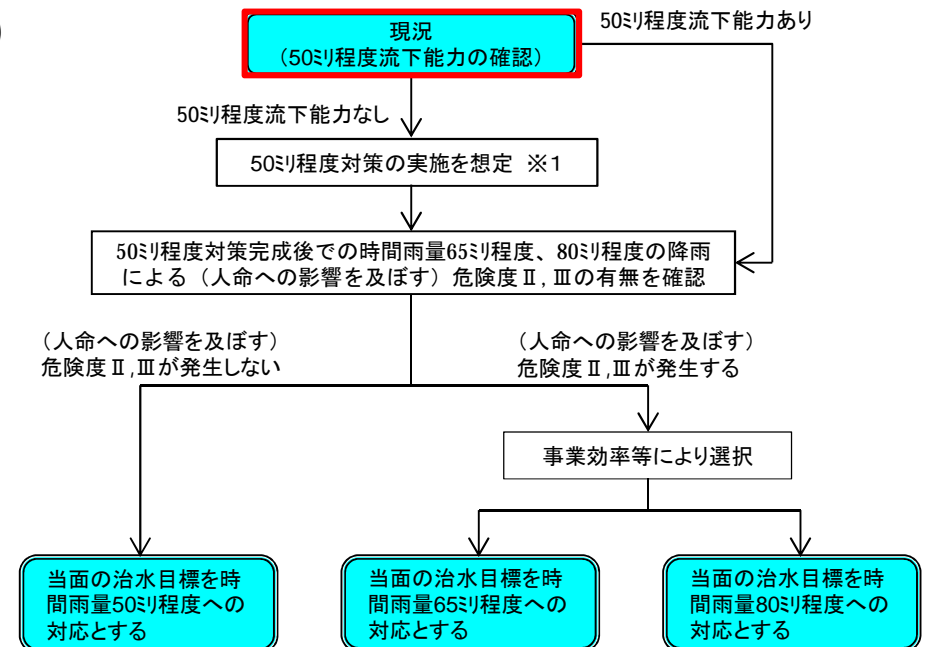 )
現況
（50ﾐﾘ程度流下能力の確認）
50ﾐﾘ程度流下能力あり
50ﾐﾘ程度流下能力なし
50ﾐﾘ程度対策の実施を想定 ※1
50ﾐﾘ程度対策完成後での時間雨量65ﾐﾘ程度、80ﾐﾘ程度の降雨
による（人命への影響を及ぼす）危険度Ⅱ,Ⅲの有無を確認
（人命への影響を及ぼす）
危険度Ⅱ,Ⅲが発生しない
（人命への影響を及ぼす）
危険度Ⅱ,Ⅲが発生する
事業効率等により選択
当面の治水目標を時
間雨量50ﾐﾘ程度への
対応とする
当面の治水目標を時
間雨量65ﾐﾘ程度への
対応とする
当面の治水目標を時
間雨量80ﾐﾘ程度への
対応とする